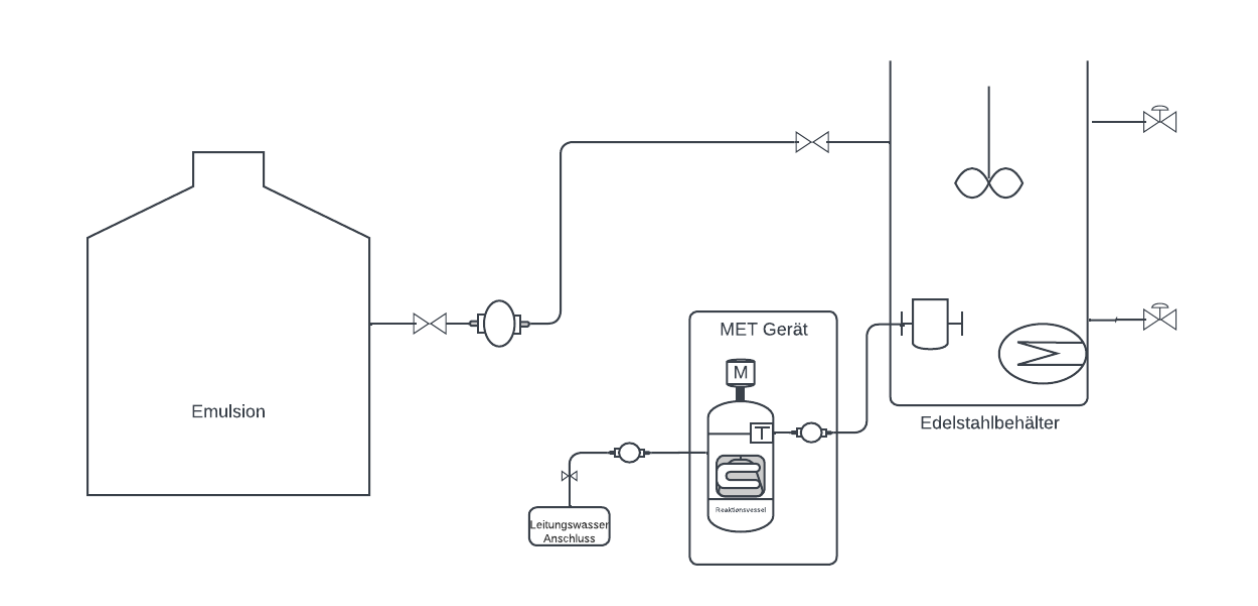 MET Gerät
M
Emulsion
Edelstahlbehälter
T
Reaktionsvessel
Leitungswasser
Anschluss